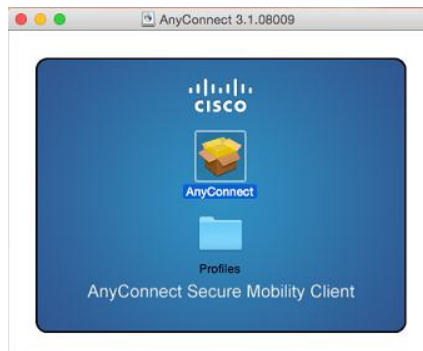 AnyConnect 3.1.08009
CISCO
AnyConnect
Profiles
AnyConnect Secure Mobility Client